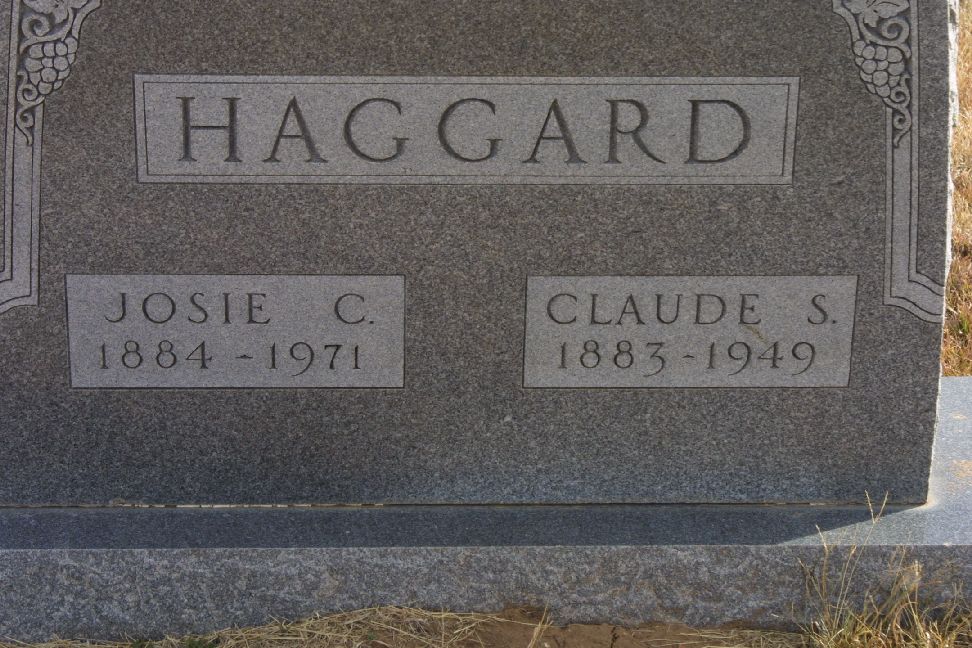 HAGGARD
JOSIE C.
1884 - 1971
CLAUDE S.
1883 - 1949